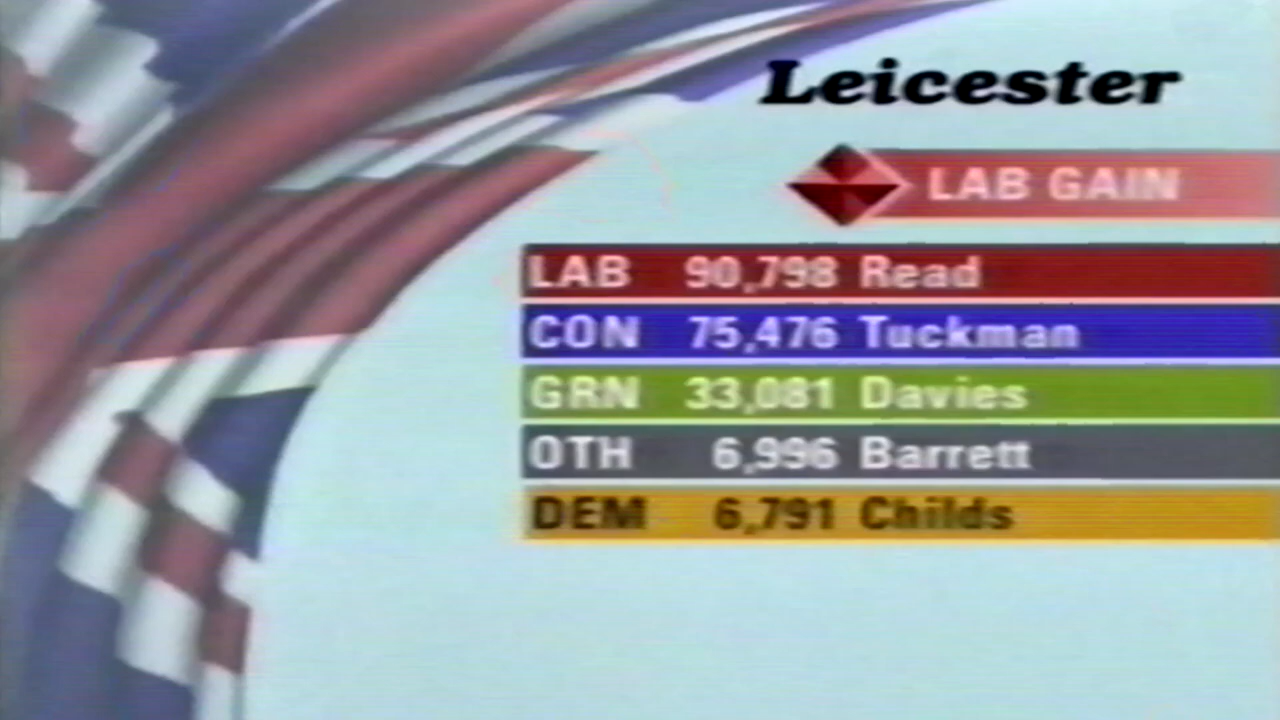 Leicester
LAB GAIN
LAB 90,798 Read
CON 75,476 Tuckman
GRN 33,081 Davies
OTH 6,996 Barrett
DEM 6,791 Childs